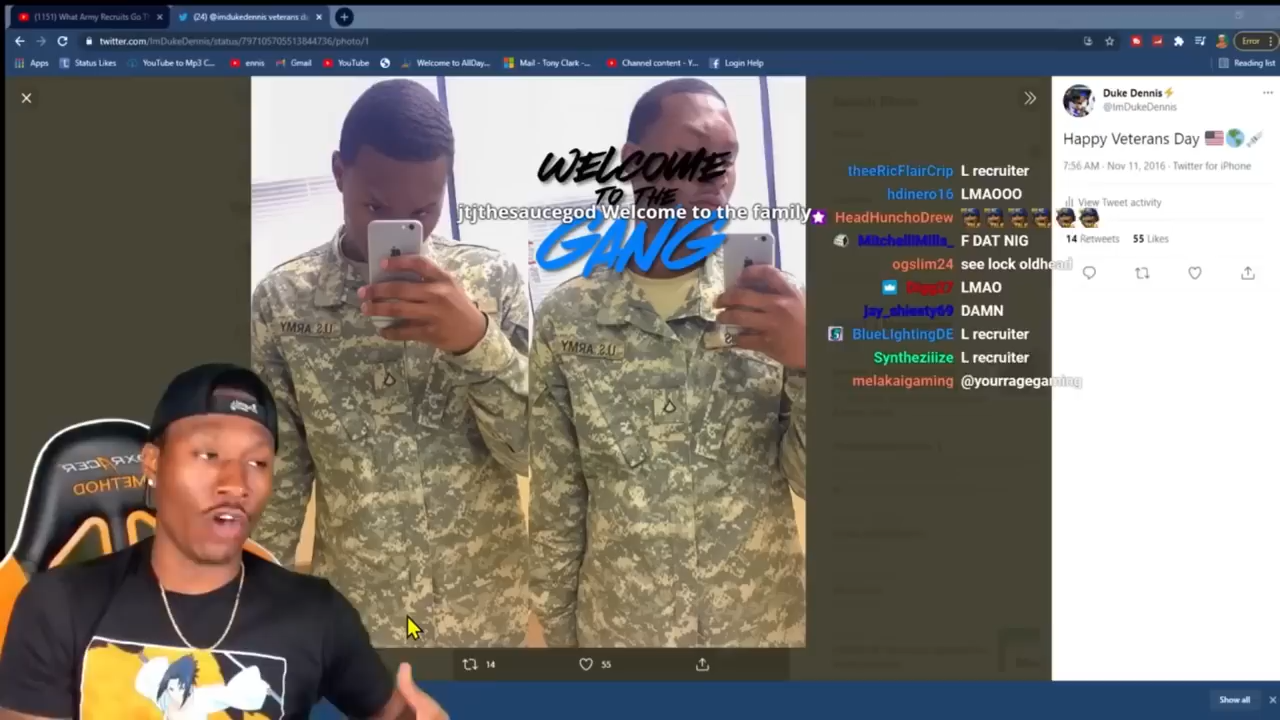 (1151) What Army Recruits Go T
(24) @imdukedennis veterans d
twitter.com/ImDukeDennis/status/797105705513844736/photo/1
Error
Apps
Status Likes
YouTube to Mp3 C...
ennis
Gmail
YouTube
Welcome to AllDay...
Mail - Tony Clark -...
Channel content - Y...
Login Help
Reading list
Duke Dennis
@ImDukeDennis
Happy Veterans Day
7:56 AM · Nov 11, 2016 · Twitter for iPhone
View Tweet activity
14 Retweets 55 Likes
WELCOME
TO THE
GANG
jtjthesaucegod Welcome to the family
theeRicFlairCrip L recruiter
hdinero16 LMAOOO
HeadHunchoDrew
MitchellMills_ F DAT NIG
ogslim24 see lock oldhead
LMAO
jay_shiesty69 DAMN
BlueLIghtingDE L recruiter
Syntheziiize L recruiter
melakaigaming @yourragegaming
U.S. ARMY
U.S. ARMY
METHOD
14
55
Show all